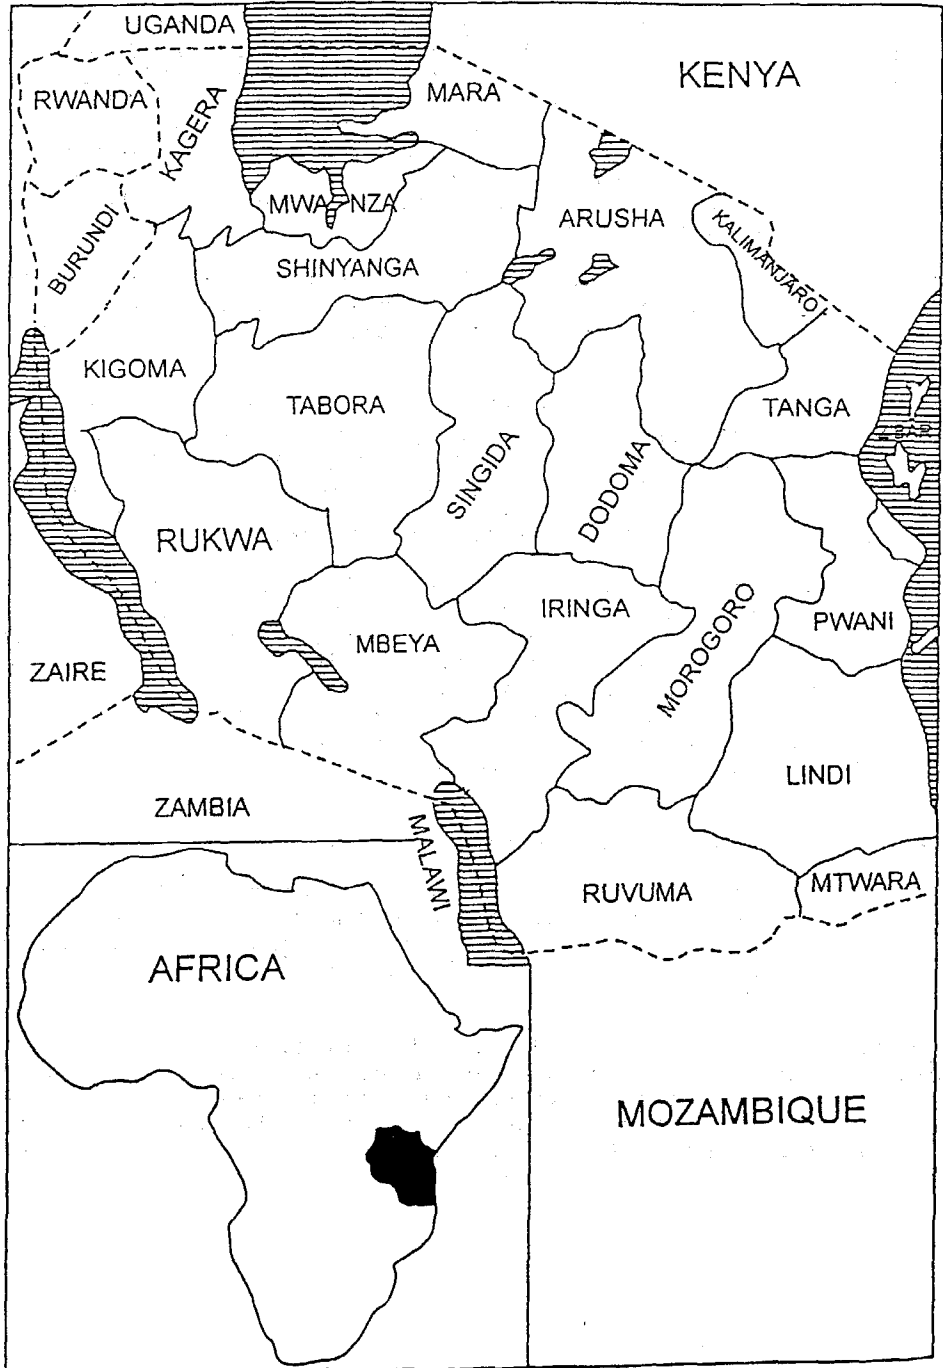 UGANDA
KENYA
RWANDA
KAGERA
MARA
MWANZA
BURUNDI
ARUSHA
KALIMANJARO
SHINYANGA
KIGOMA
TABORA
TANGA
SINGIDA
DODOMA
RUKWA
IRINGA
MBEYA
MOROGORO
PWANI
ZAIRE
LINDI
ZAMBIA
MALAWI
RUVUMA
MTWARA
AFRICA
MOZAMBIQUE